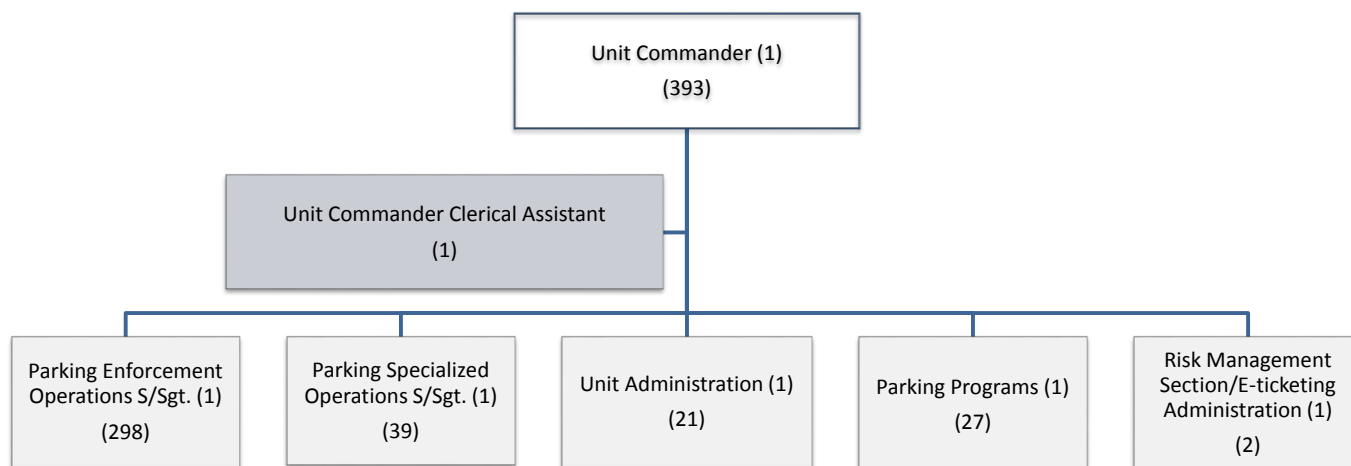 Unit Commander (1)
(393)
Unit Commander Clerical Assistant
(1)
Parking Enforcement
Operations S/Sgt. (1)
(298)
Parking Specialized
Operations S/Sgt. (1)
(39)
Unit Administration (1)
(21)
Parking Programs (1)
(27)
Risk Management
Section/E-ticketing
Administration (1)
(2)